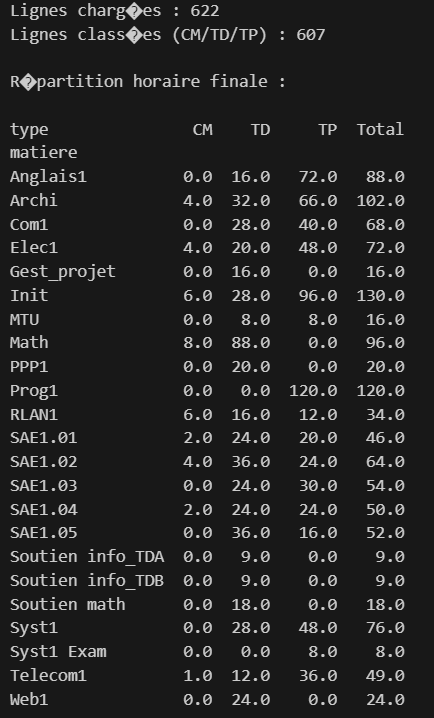 Lignes charg�es : 622
Lignes class�es (CM/TD/TP) : 607
R�partition horaire finale :
type CM TD TP Total
matiere
Anglais1 0.0 16.0 72.0 88.0
Archi 4.0 32.0 66.0 102.0
Com1 0.0 28.0 40.0 68.0
Elec1 4.0 20.0 48.0 72.0
Gest_projet 0.0 16.0 0.0 16.0
Init 6.0 28.0 96.0 130.0
MTU 0.0 8.0 8.0 16.0
Math 8.0 88.0 0.0 96.0
PPP1 0.0 20.0 0.0 20.0
Prog1 0.0 0.0 120.0 120.0
RLAN1 6.0 16.0 12.0 34.0
SAE1.01 2.0 24.0 20.0 46.0
SAE1.02 4.0 36.0 24.0 64.0
SAE1.03 0.0 24.0 30.0 54.0
SAE1.04 2.0 24.0 24.0 50.0
SAE1.05 0.0 36.0 16.0 52.0
Soutien info_TDA 0.0 9.0 0.0 9.0
Soutien info_TDB 0.0 9.0 0.0 9.0
Soutien math 0.0 18.0 0.0 18.0
Syst1 0.0 28.0 48.0 76.0
Syst1 Exam 0.0 0.0 8.0 8.0
Telecom1 1.0 12.0 36.0 49.0
Web1 0.0 24.0 0.0 24.0